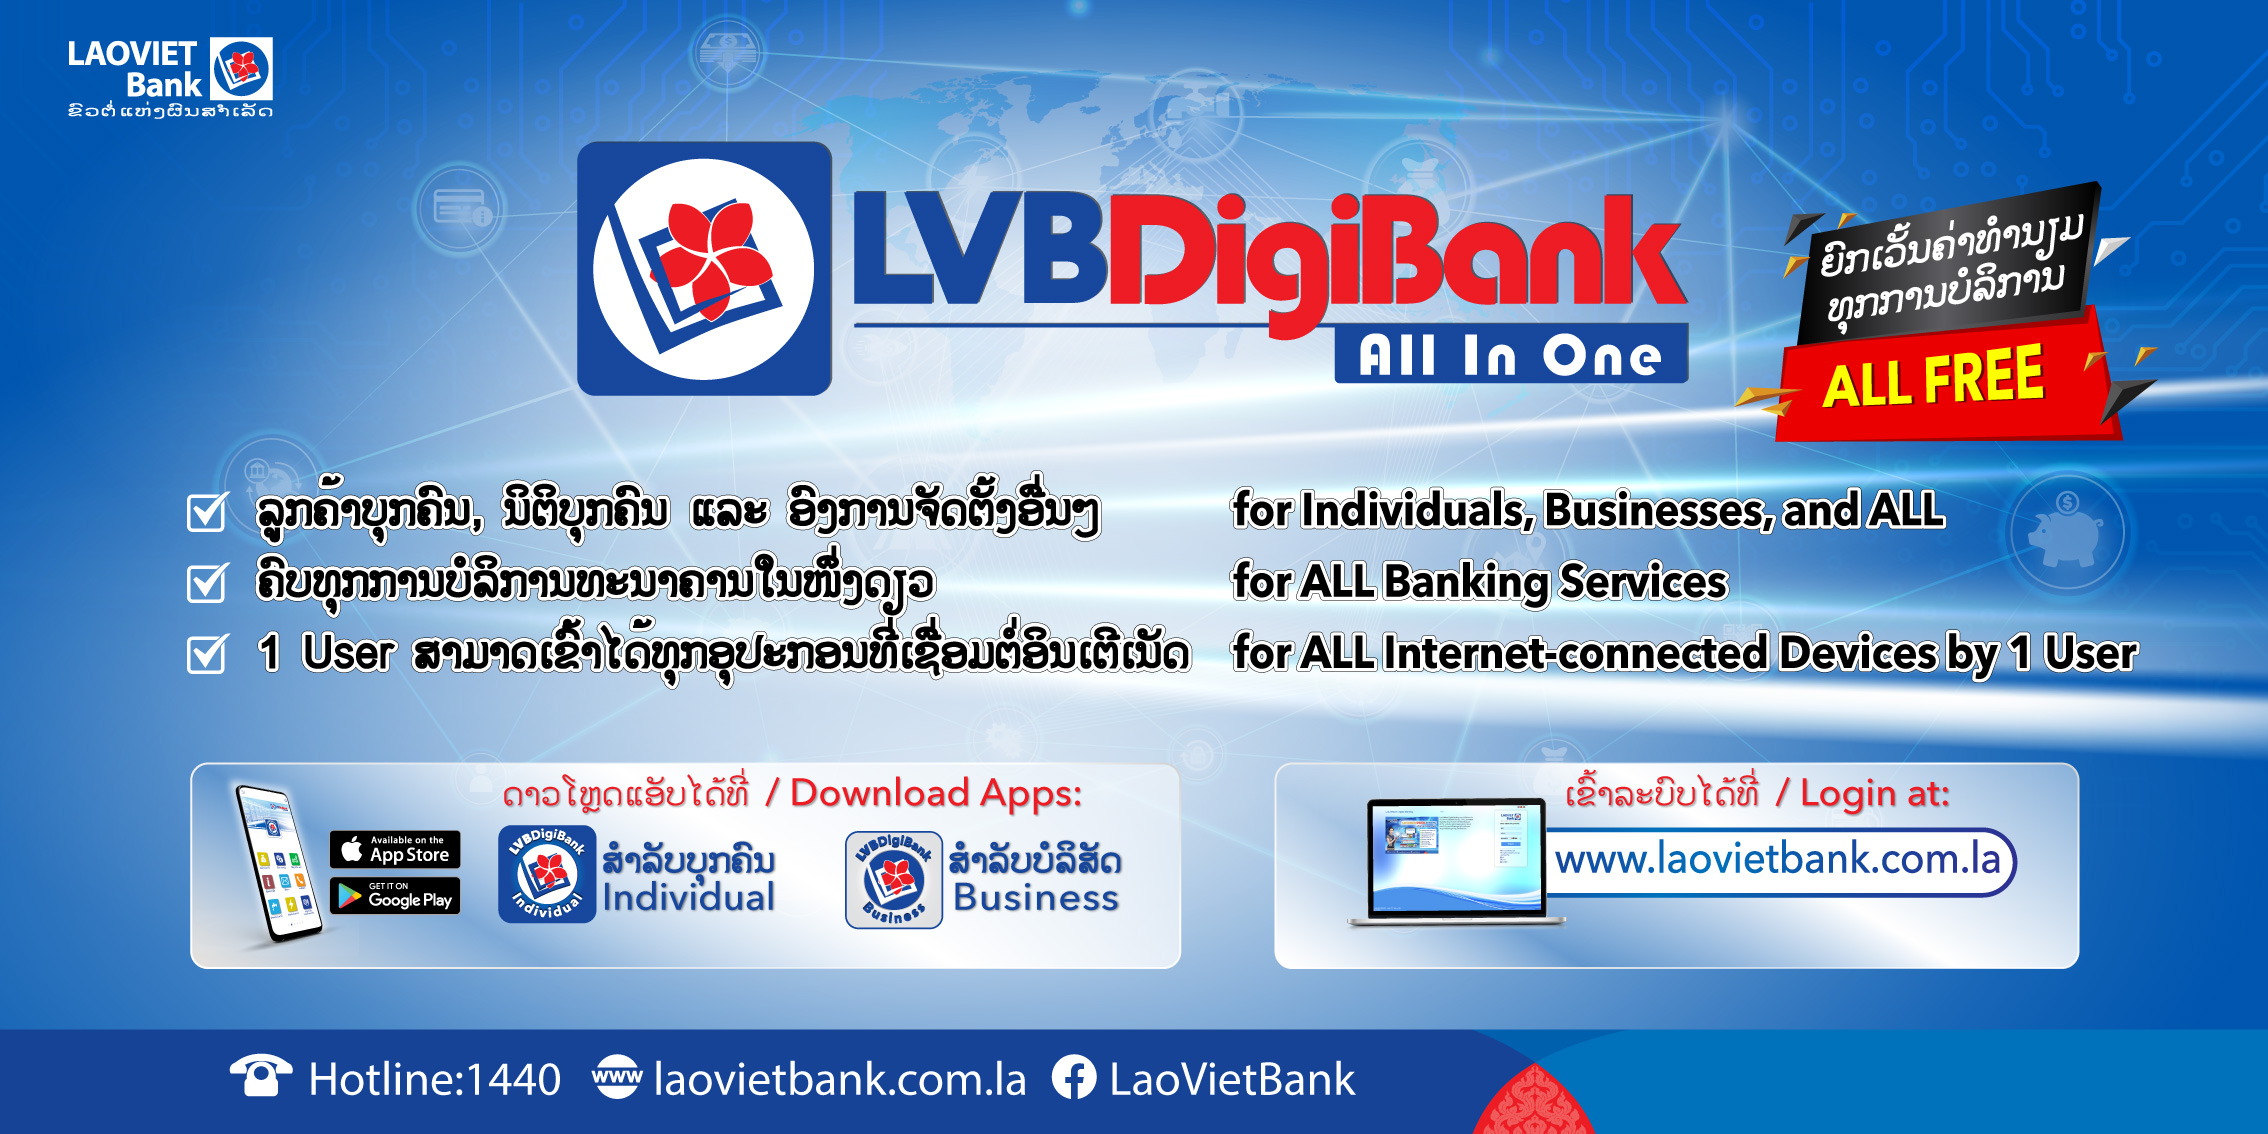 LAOVIET
Bank
ຂົວຕໍ່ແຫ່ງຜົນສຳເລັດ
LVBDigiBank
All In One
ຍົກເວັ້ນຄ່າທຳນຽມ
ທຸກການບໍລິການ
ALL FREE
ລູກຄ້າບຸກຄົນ, ນິຕິບຸກຄົນ ແລະ ອົງການຈັດຕັ້ງອື່ນໆ
for Individuals, Businesses, and ALL
ຄົບທຸກການບໍລິການທະນາຄານໃນໜຶ່ງດຽວ
for ALL Banking Services
1 User ສາມາດເຂົ້າໄດ້ທຸກອຸປະກອນທີ່ເຊື່ອມຕໍ່ອິນເຕີເນັດ
for ALL Internet-connected Devices by 1 User
ດາວໂຫຼດແອັບໄດ້ທີ່ / Download Apps:
Available on the
App Store
GET IT ON
Google Play
LVBDigiBank
Individual
ສຳລັບບຸກຄົນ
Individual
LVBDigiBank
Business
ສຳລັບບໍລິສັດ
Business
ເຂົ້າລະບົບໄດ້ທີ່ / Login at:
www.laovietbank.com.la
Hotline:1440
www laovietbank.com.la
LaoVietBank